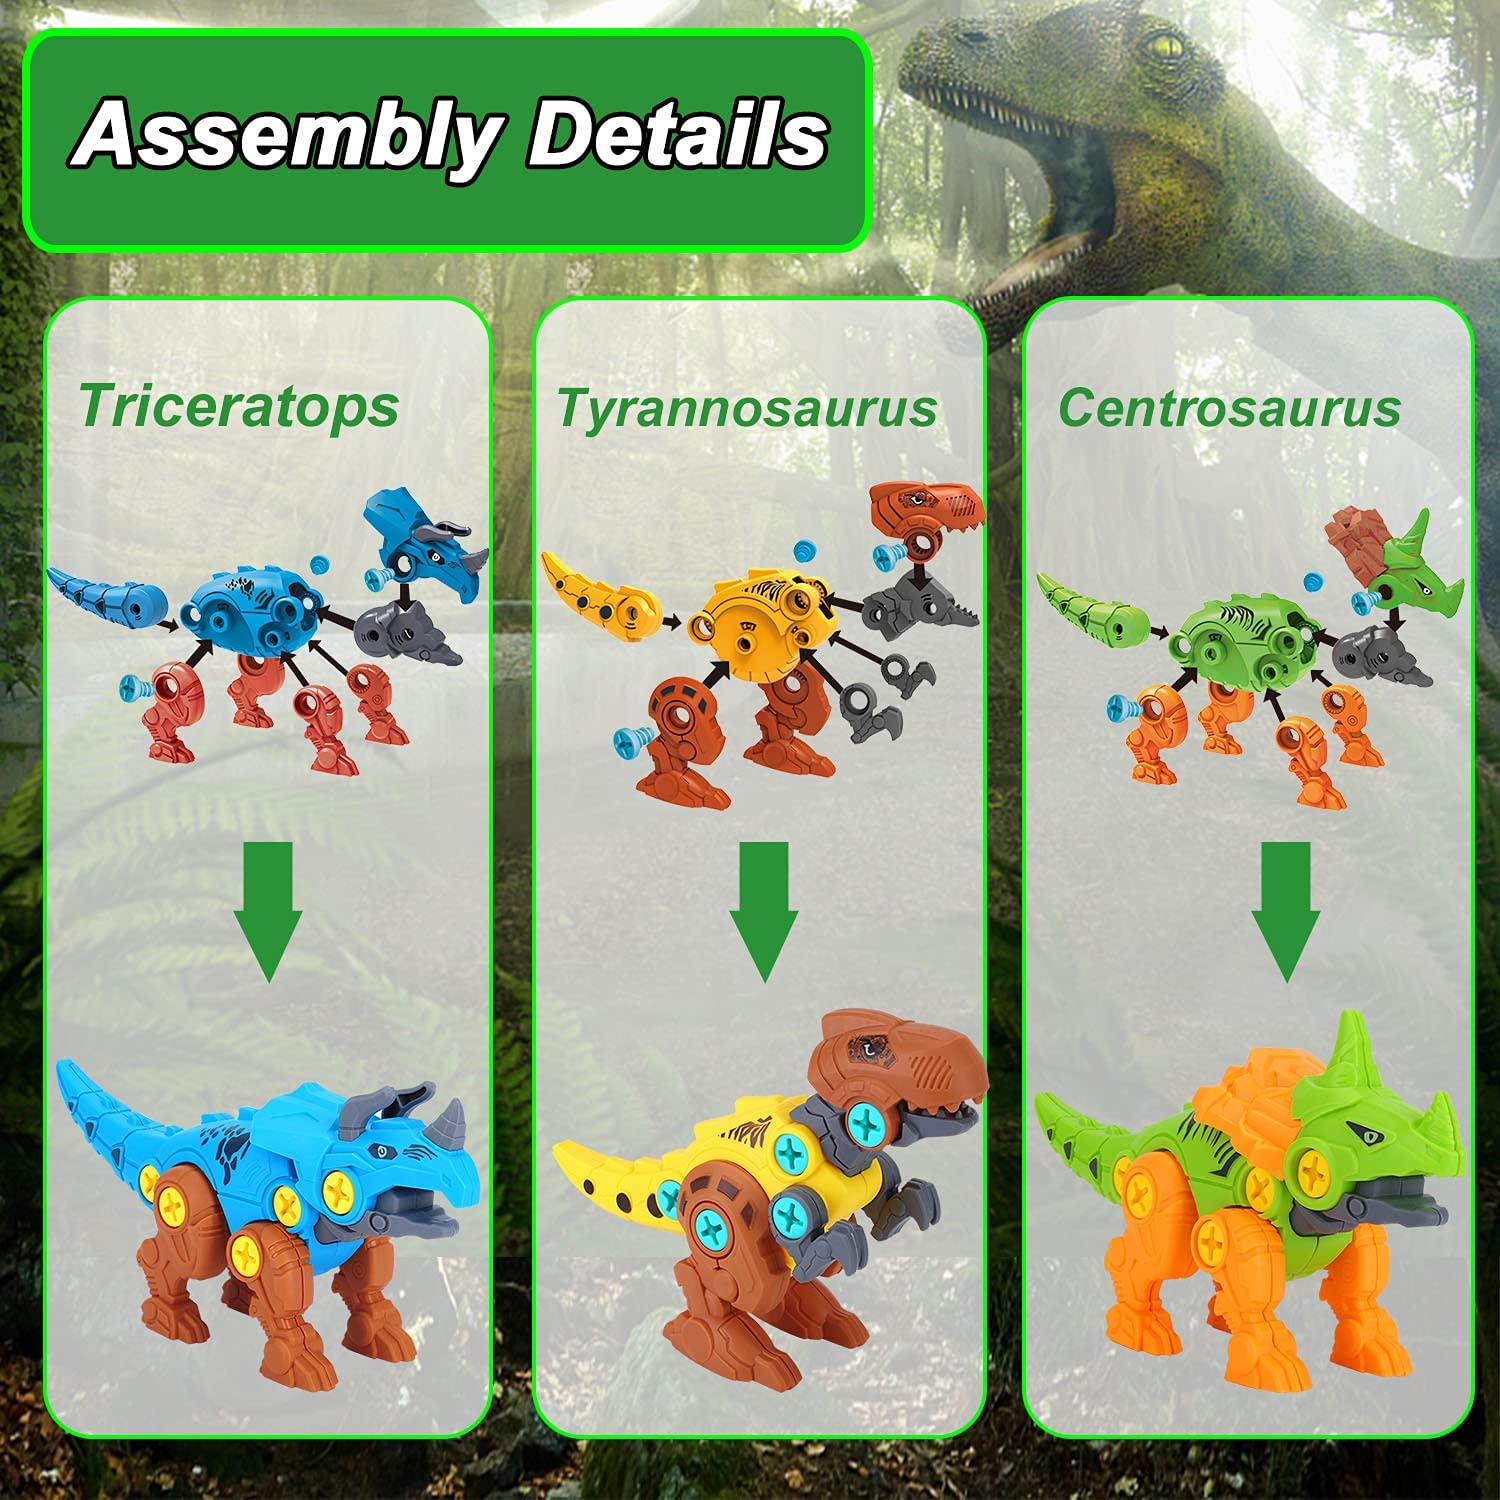 Assembly Details
Triceratops
Tyrannosaurus
Centrosaurus